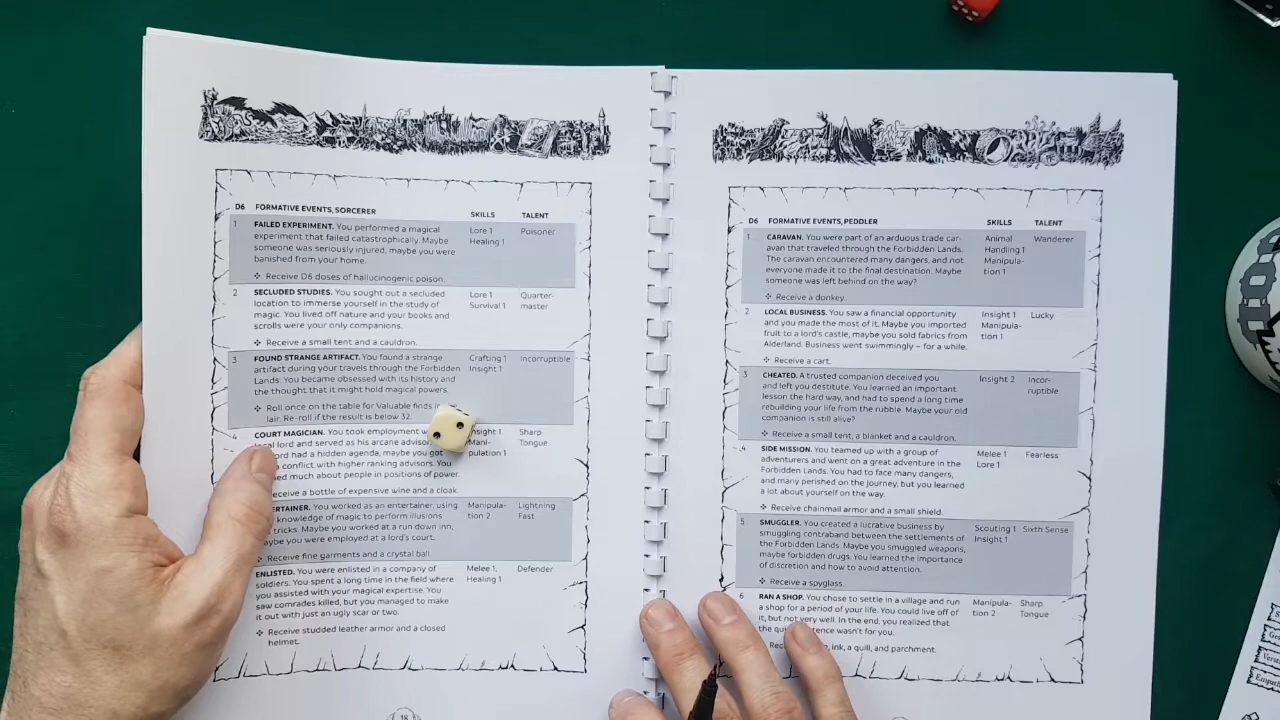 D6 FORMATIVE EVENTS, SORCERER SKILLS TALENT
1 FAILED EXPERIMENT. You performed a magical Lore 1 Poisoner
experiment that failed catastrophically. Maybe Healing 1
someone was seriously injured, maybe you were
banished from your home.
❖ Receive D6 doses of hallucinogenic poison.
2 SECLUDED STUDIES. You sought out a secluded Lore 1 Quarter-
location to immerse yourself in the study of Survival 1 master
magic. You lived off nature and your books and
scrolls were your only companions.
❖ Receive a small tent and a cauldron.
3 FOUND STRANGE ARTIFACT. You found a strange Crafting 1 Incorruptible
artifact during your travels through the Forbidden Insight 1
Lands. You became obsessed with its history and
the thought that it might hold magical powers.
❖ Roll once on the table for Valuable finds in
lair. Re-roll if the result is below 32.
4 COURT MAGICIAN. You took employment Insight 1 Sharp
lord and served as his arcane Mani- Tongue
lord had a hidden agenda, maybe you got pulation 1
conflict with higher ranking advisors. You
much about people in positions of power.
Receive a bottle of expensive wine and a cloak.
You worked as an entertainer, using Manipula- Lightning
knowledge of magic to perform illusions tion 2 Fast
tricks. Maybe you worked at a run down inn,
you were employed at a lord's court.
❖ Receive fine garments and a crystal ball.
ENLISTED. You were enlisted in a company of Melee 1, Defender
soldiers. You spent a long time in the field where Healing 1
you assisted with your magical expertise. You
saw comrades killed, but you managed to make
it out with just an ugly scar or two.
❖ Receive studded leather armor and a closed
helmet.
18
D6 FORMATIVE EVENTS, PEDDLER SKILLS TALENT
1 CARAVAN. You were part of an arduous trade car- Animal Wanderer
avan that traveled through the Forbidden Lands. Handling 1
The caravan encountered many dangers, and not Manipula-
everyone made it to the final destination. Maybe tion 1
someone was left behind on the way?
❖ Receive a donkey.
2 LOCAL BUSINESS. You saw a financial opportunity Insight 1 Lucky
and you made the most of it. Maybe you imported Manipula-
fruit to a lord's castle, maybe you sold fabrics from tion 1
Alderland. Business went swimmingly – for a while.
❖ Receive a cart.
3 CHEATED. A trusted companion deceived you Insight 2 Incor-
and left you destitute. You learned an important ruptible
lesson the hard way, and had to spend a long time
rebuilding your life from the rubble. Maybe your old
companion is still alive?
❖ Receive a small tent, a blanket and a cauldron.
4 SIDE MISSION. You teamed up with a group of Melee 1 Fearless
adventurers and went on a great adventure in the Lore 1
Forbidden Lands. You had to face many dangers,
and many perished on the journey, but you learned
a lot about yourself on the way.
❖ Receive chainmail armor and a small shield.
5 SMUGGLER. You created a lucrative business by Scouting 1 Sixth Sense
smuggling contraband between the settlements of Insight 1
the Forbidden Lands. Maybe you smuggled weapons,
maybe forbidden drugs. You learned the importance
of discretion and how to avoid attention.
❖ Receive a spyglass.
6 RAN A SHOP. You chose to settle in a village and run Manipula- Sharp
a shop for a period of your life. You could live off of tion 2 Tongue
it, but not very well. In the end, you realized that
the wasn't for you.
ink, a quill, and parchment.